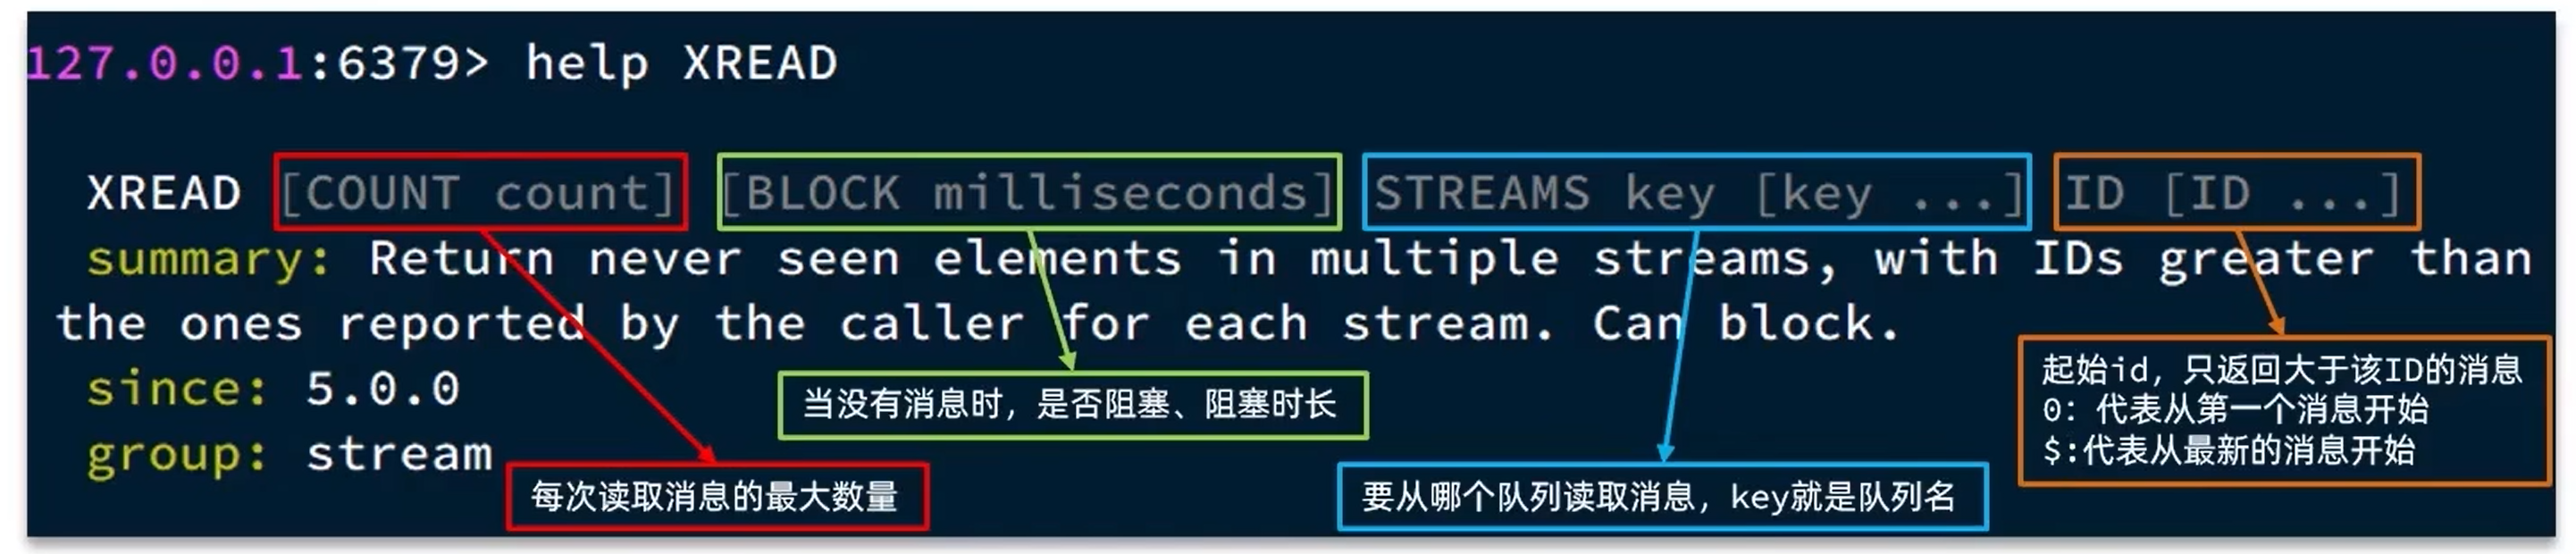 127.0.0.1:6379> help XREAD
XREAD [COUNT count] [BLOCK milliseconds] STREAMS key [key ...] ID [ID ...]
summary: Return never seen elements in multiple streams, with IDs greater than
the ones reported by the caller for each stream. Can block.
since: 5.0.0
group: stream
当没有消息时，是否阻塞、阻塞时长
每次读取消息的最大数量
要从哪个队列读取消息，key就是队列名
起始id，只返回大于该ID的消息
0：代表从第一个消息开始
$:代表从最新的消息开始